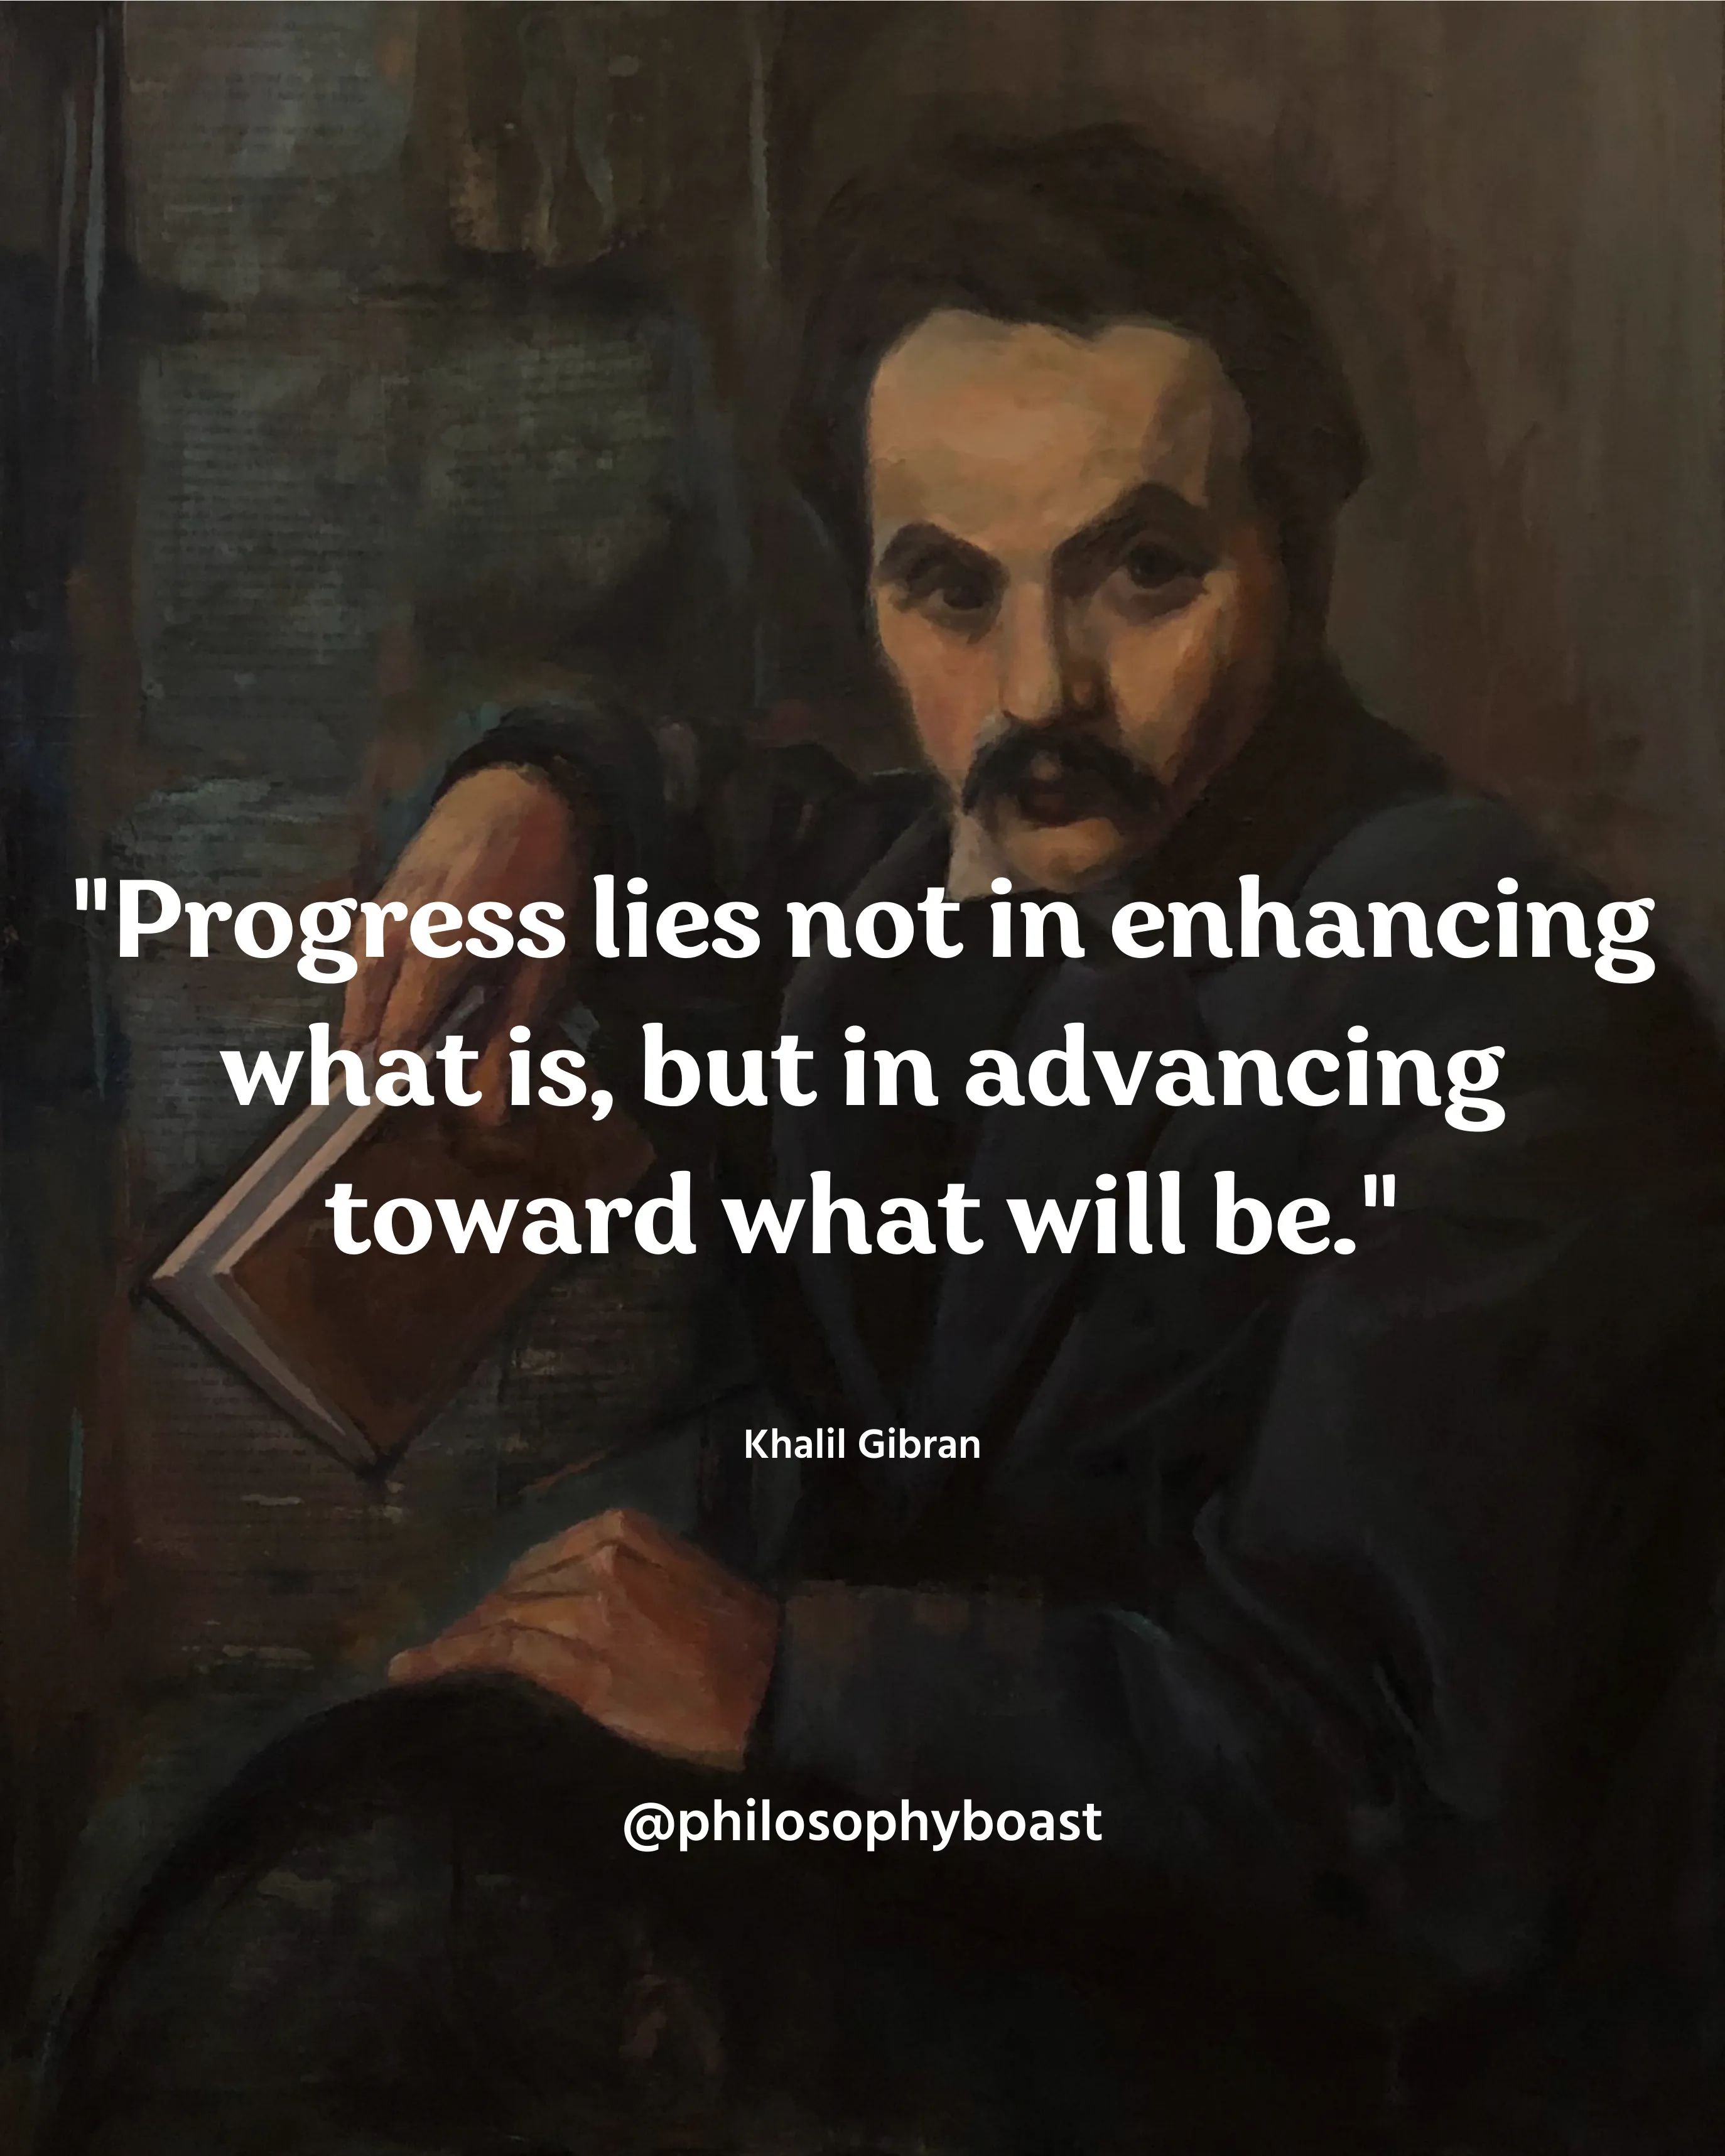 "Progress lies not in enhancing
what is, but in advancing
toward what will be."
Khalil Gibran
@philosophyboast